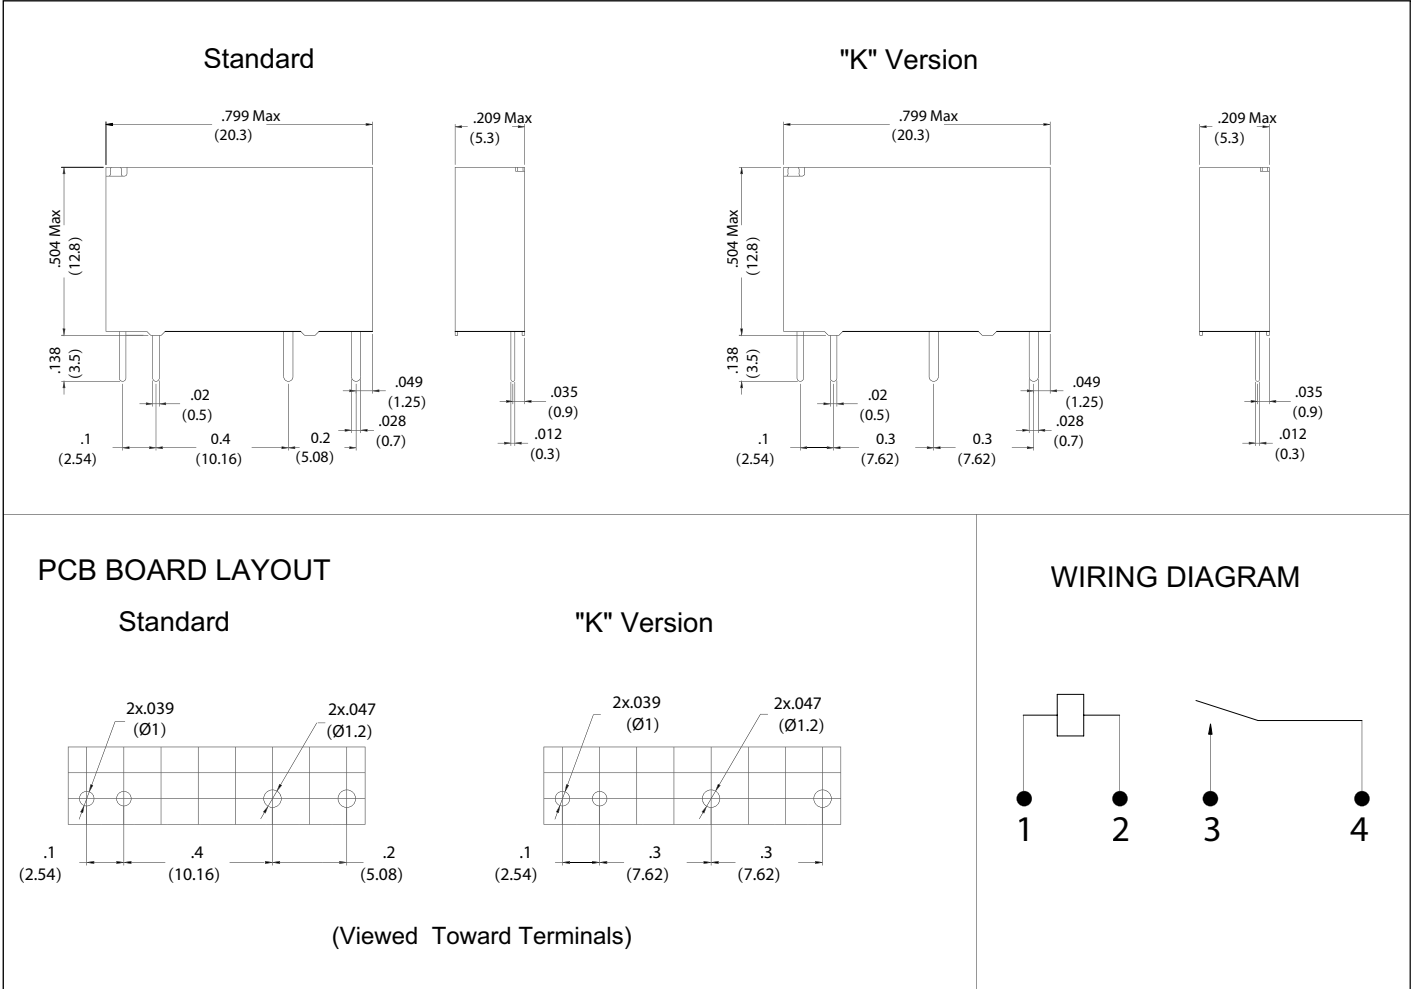 Standard
"K" Version
.799 Max
(20.3)
.209 Max
(5.3)
.504 Max
(12.8)
.138
(3.5)
.02
(0.5)
.049
(1.25)
.028
(0.7)
.1
(2.54)
0.4
(10.16)
0.2
(5.08)
.035
(0.9)
.012
(0.3)
.799 Max
(20.3)
.209 Max
(5.3)
.504 Max
(12.8)
.138
(3.5)
.02
(0.5)
.049
(1.25)
.028
(0.7)
.1
(2.54)
0.3
(7.62)
0.3
(7.62)
.035
(0.9)
.012
(0.3)
PCB BOARD LAYOUT
Standard
"K" Version
2x.039
(Ø1)
2x.047
(Ø1.2)
.1
(2.54)
.4
(10.16)
.2
(5.08)
2x.039
(Ø1)
2x.047
(Ø1.2)
.1
(2.54)
.3
(7.62)
.3
(7.62)
(Viewed Toward Terminals)
WIRING DIAGRAM
1 2 3 4